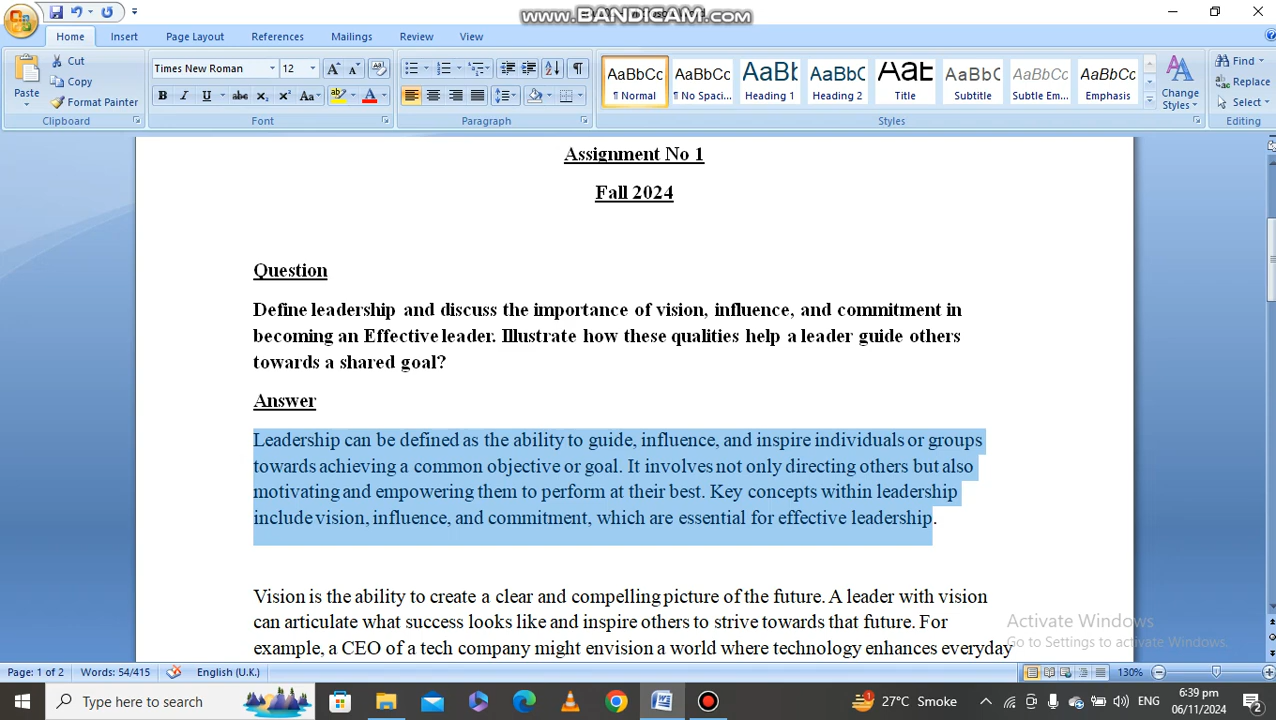 www.BANDICAM.com
Home Insert Page Layout References Mailings Review View
Paste
Cut
Copy
Format Painter
Clipboard
Times New Roman 12
Font
Paragraph
AaBbCc AaBbCc AaBbC AaBbC AaB AaBbCc AaBbCc AaBbCc
¶ Normal ¶ No Spaci... Heading 1 Heading 2 Title Subtitle Subtle Em... Emphasis
Styles
Change
Styles
Find
Replace
Select
Editing
Assignment No 1
Fall 2024
Question
Define leadership and discuss the importance of vision, influence, and commitment in
becoming an Effective leader. Illustrate how these qualities help a leader guide others
towards a shared goal?
Answer
Leadership can be defined as the ability to guide, influence, and inspire individuals or groups
towards achieving a common objective or goal. It involves not only directing others but also
motivating and empowering them to perform at their best. Key concepts within leadership
include vision, influence, and commitment, which are essential for effective leadership.
Vision is the ability to create a clear and compelling picture of the future. A leader with vision
can articulate what success looks like and inspire others to strive towards that future. For
example, a CEO of a tech company might envision a world where technology enhances everyday
Activate Windows
Go to Settings to activate Windows.
Page: 1 of 2 Words: 54/415 English (U.K.) 130%
Type here to search
27°C Smoke
ENG
6:39 pm
06/11/2024